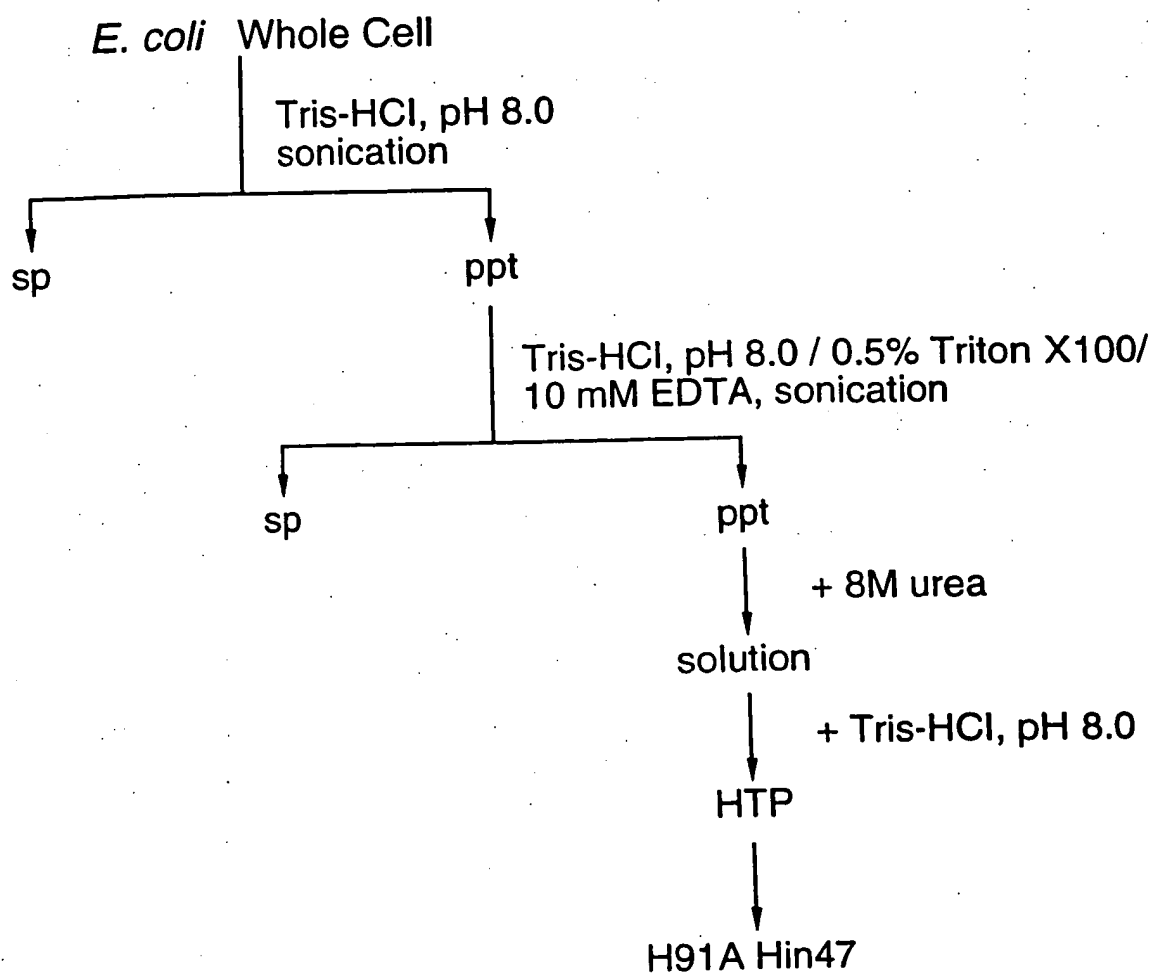 E. coli Whole Cell
Tris-HCl, pH 8.0
sonication
sp
ppt
Tris-HCl, pH 8.0 / 0.5% Triton X100/
10 mM EDTA, sonication
sp
ppt
+ 8M urea
solution
+ Tris-HCl, pH 8.0
HTP
H91A Hin47